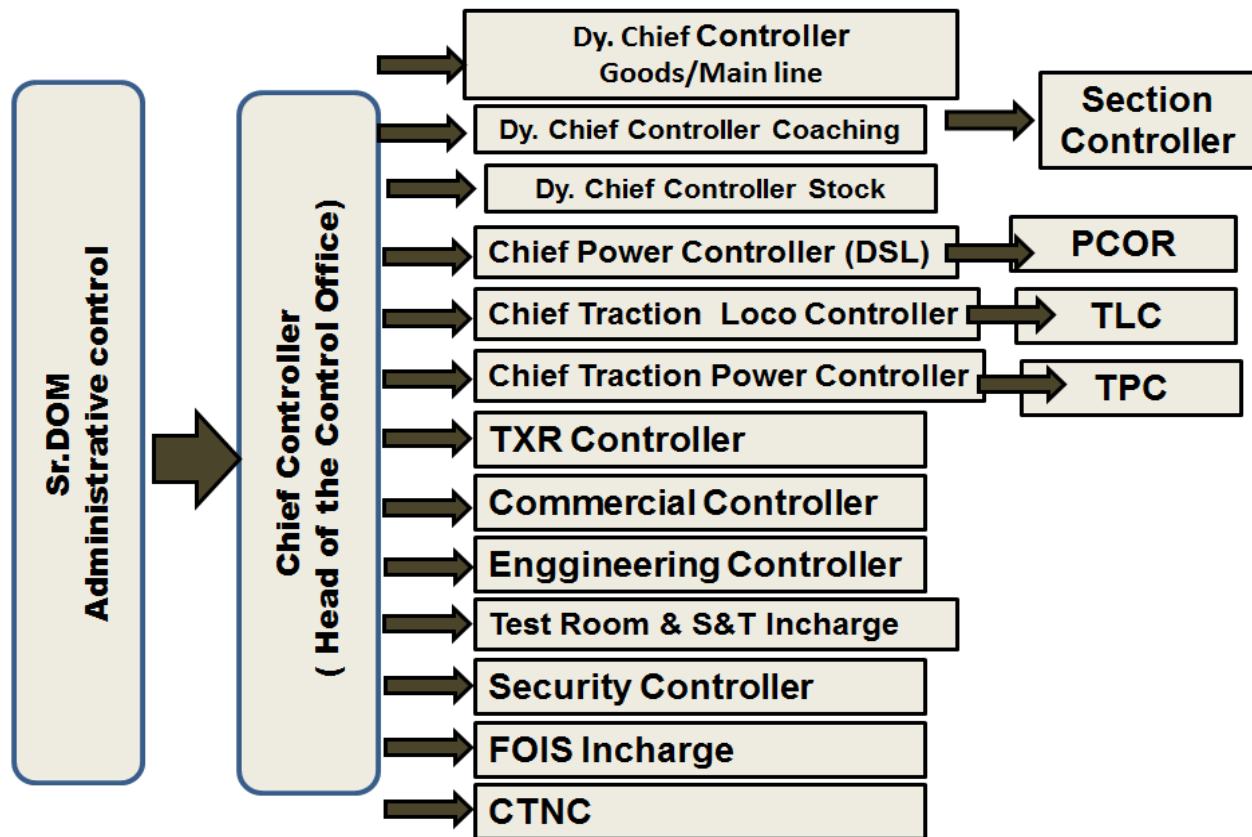 Sr.DOM
Administrative control
Chief Controller
( Head of the Control Office)
Dy. Chief Controller
Goods/Main line
Dy. Chief Controller Coaching
Section
Controller
Dy. Chief Controller Stock
Chief Power Controller (DSL)
PCOR
Chief Traction Loco Controller
TLC
Chief Traction Power Controller
TPC
TXR Controller
Commercial Controller
Enggineering Controller
Test Room & S&T Incharge
Security Controller
FOIS Incharge
CTNC